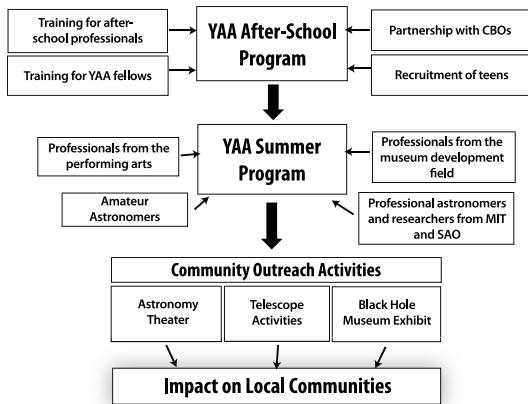 Training for after-
school professionals
YAA After-School
Program
Partnership with CBOs
Training for YAA fellows
Recruitment of teens
Professionals from
the performing arts
YAA Summer
Program
Professionals from the
museum development
field
Amateur
Astronomers
Professional astronomers
and researchers from MIT
and SAO
Community Outreach Activities
Astronomy
Theater
Telescope
Activities
Black Hole
Museum Exhibit
Impact on Local Communities